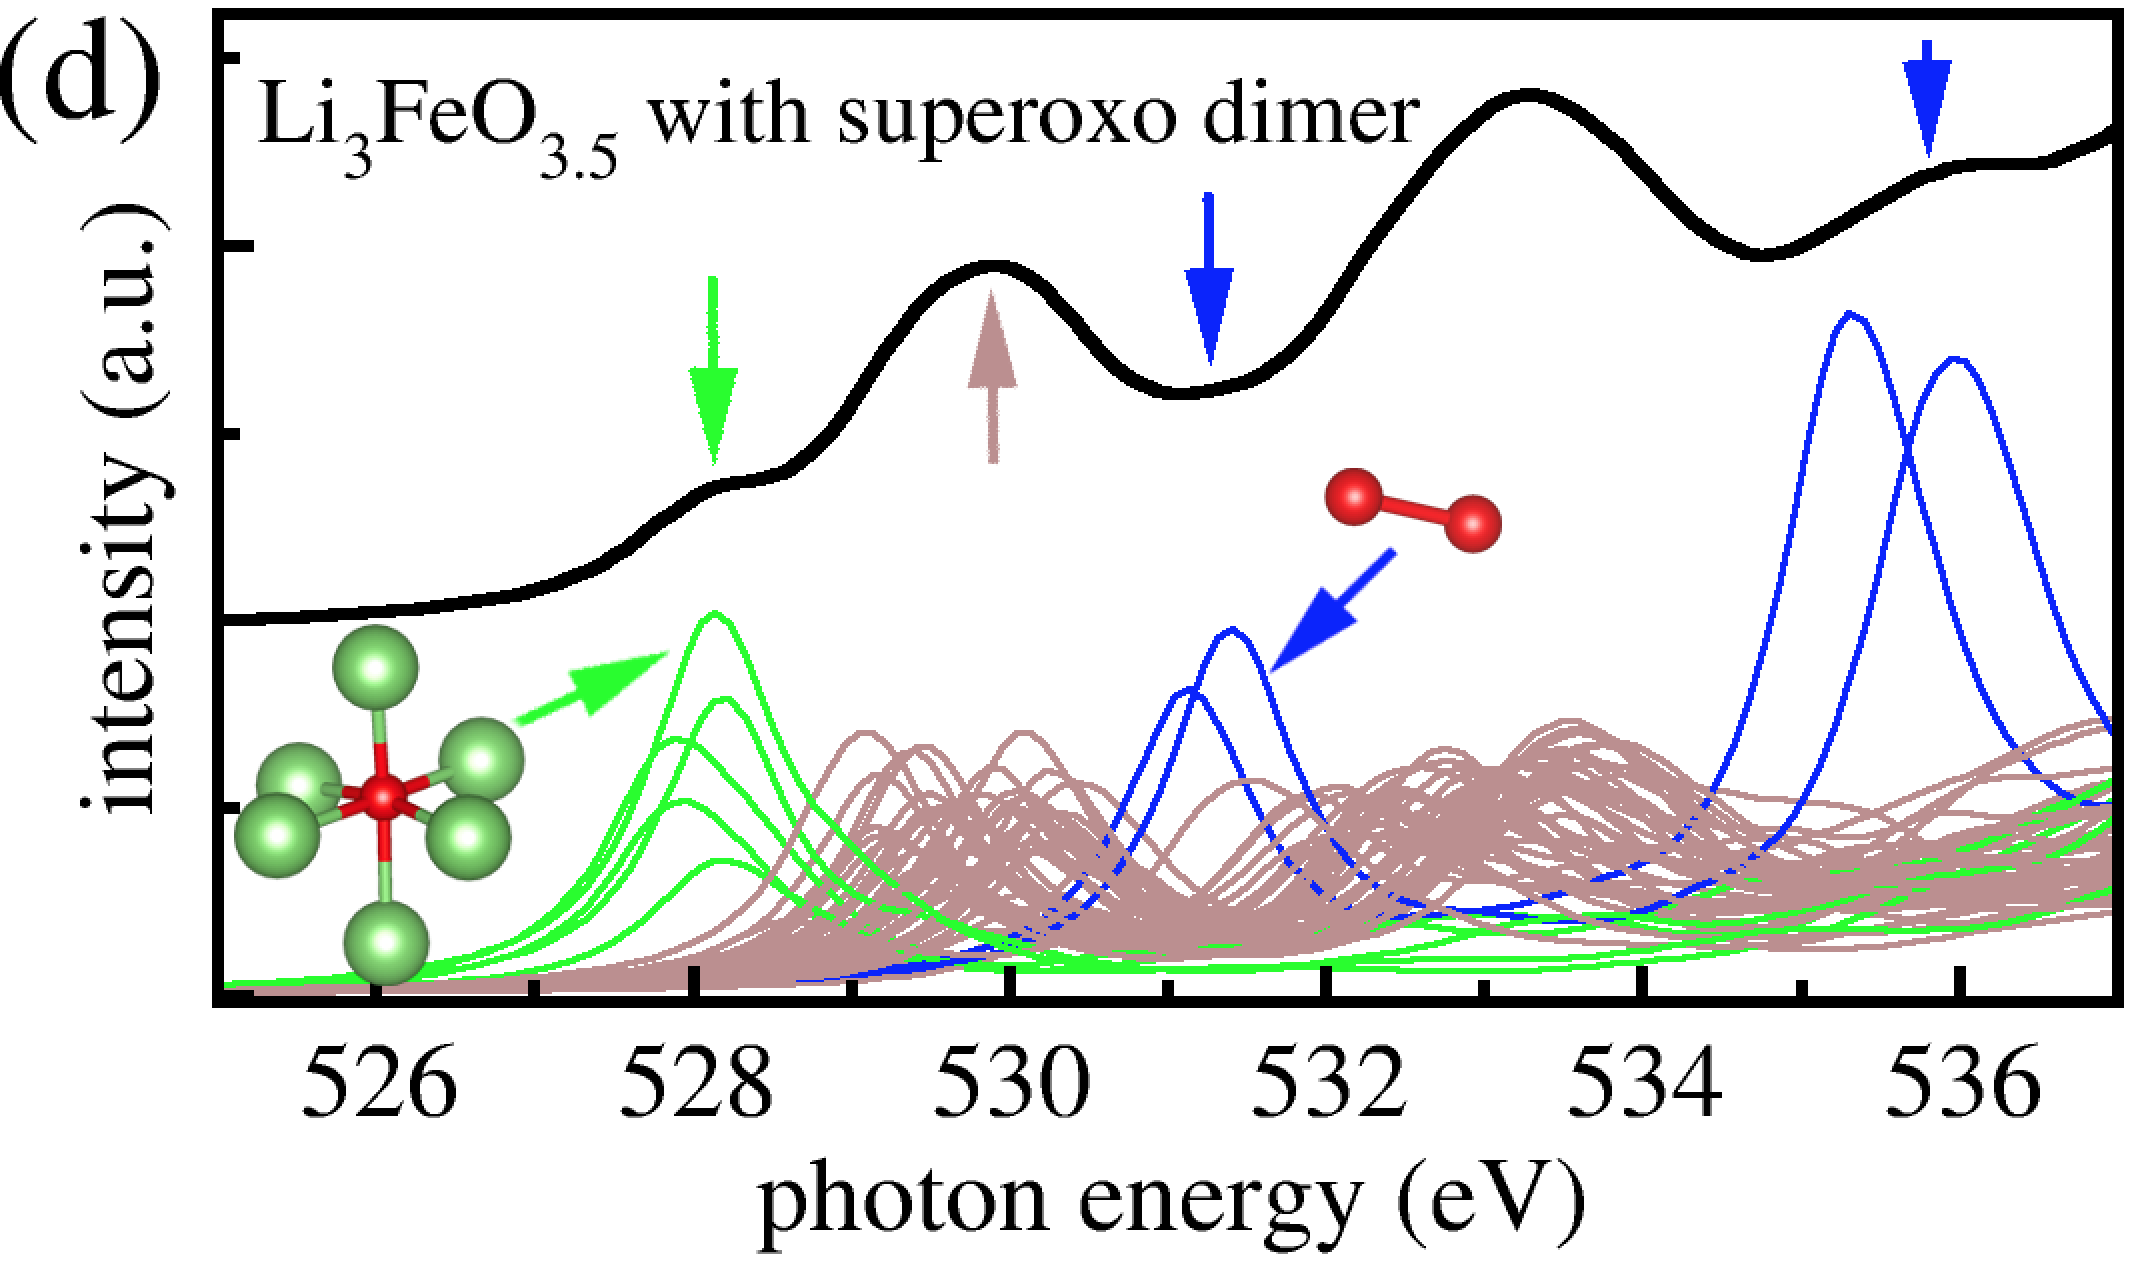 (d)
Li3FeO3.5 with superoxo dimer
intensity (a.u.)
526 528 530 532 534 536
photon energy (eV)